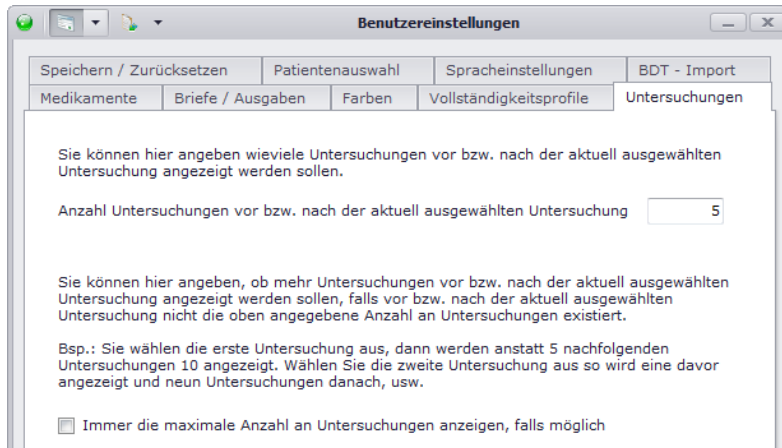 Benutzereinstellungen
Speichern / Zurücksetzen Patientenauswahl Spracheinstellungen BDT - Import
Medikamente Briefe / Ausgaben Farben Vollständigkeitsprofile Untersuchungen
Sie können hier angeben wieviele Untersuchungen vor bzw. nach der aktuell ausgewählten
Untersuchung angezeigt werden sollen.
Anzahl Untersuchungen vor bzw. nach der aktuell ausgewählten Untersuchung 5
Sie können hier angeben, ob mehr Untersuchungen vor bzw. nach der aktuell ausgewählten
Untersuchung angezeigt werden sollen, falls vor bzw. nach der aktuell ausgewählten
Untersuchung nicht die oben angegebene Anzahl an Untersuchungen existiert.
Bsp.: Sie wählen die erste Untersuchung aus, dann werden anstatt 5 nachfolgenden
Untersuchungen 10 angezeigt. Wählen Sie die zweite Untersuchung aus so wird eine davor
angezeigt und neun Untersuchungen danach, usw.
Immer die maximale Anzahl an Untersuchungen anzeigen, falls möglich